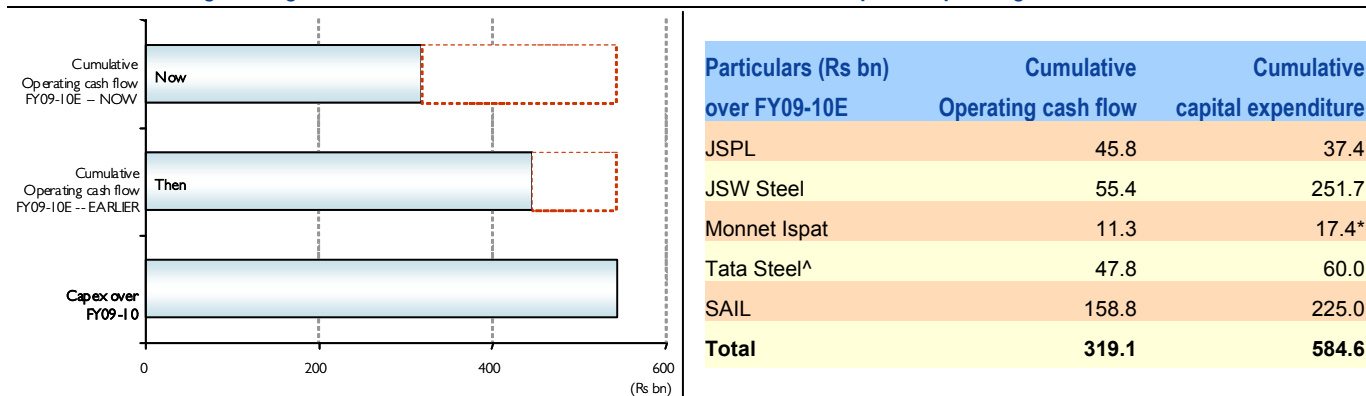 Cumulative
Operating cash flow
FY09-10E -- NOW
Now
Cumulative
Operating cash flow
FY09-10E -- EARLIER
Then
Capex over
FY09-10
0 200 400 600
(Rs bn)
Particulars (Rs bn) Cumulative Cumulative
over FY09-10E Operating cash flow capital expenditure
JSPL 45.8 37.4
JSW Steel 55.4 251.7
Monnet Ispat 11.3 17.4*
Tata Steel^ 47.8 60.0
SAIL 158.8 225.0
Total 319.1 584.6